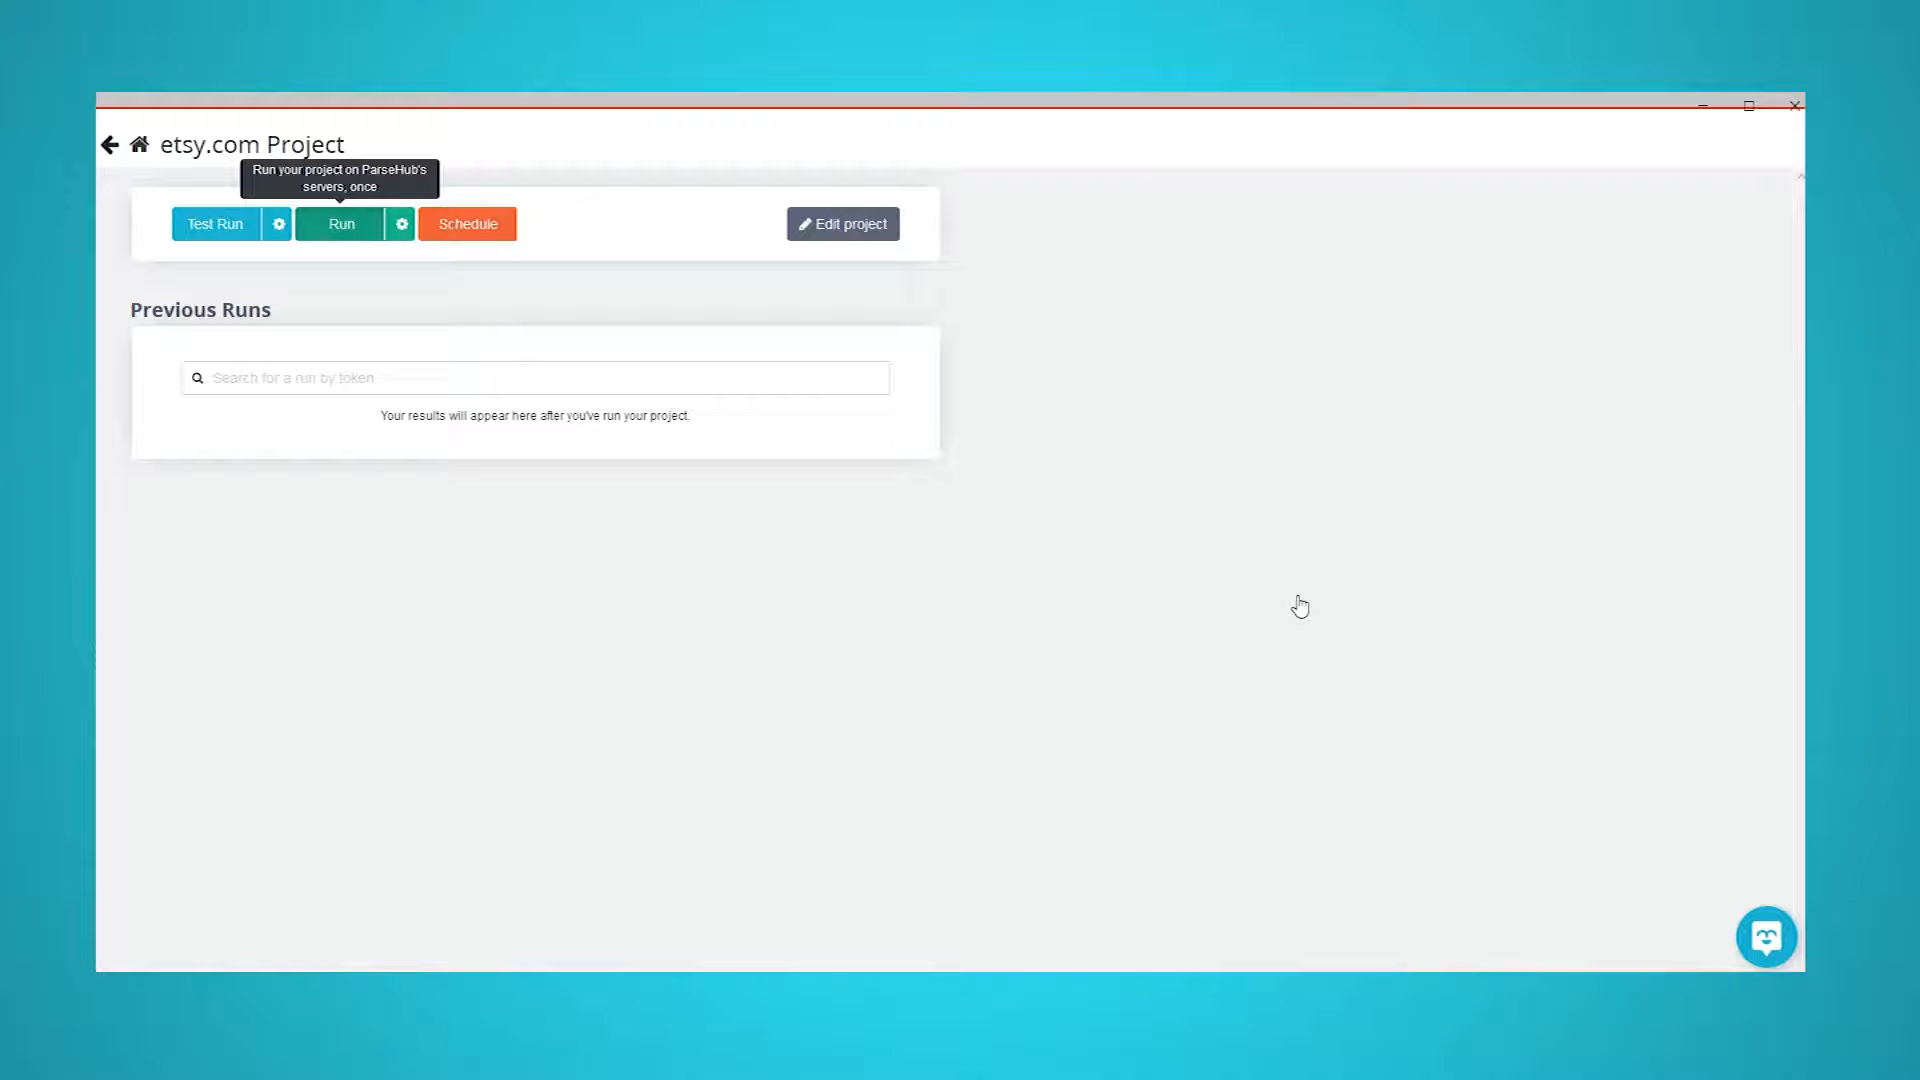 etsy.com Project
Run your project on ParseHub's
servers, once
Test Run
Run
Schedule
Edit project
Previous Runs
Search for a run by token
Your results will appear here after you've run your project.